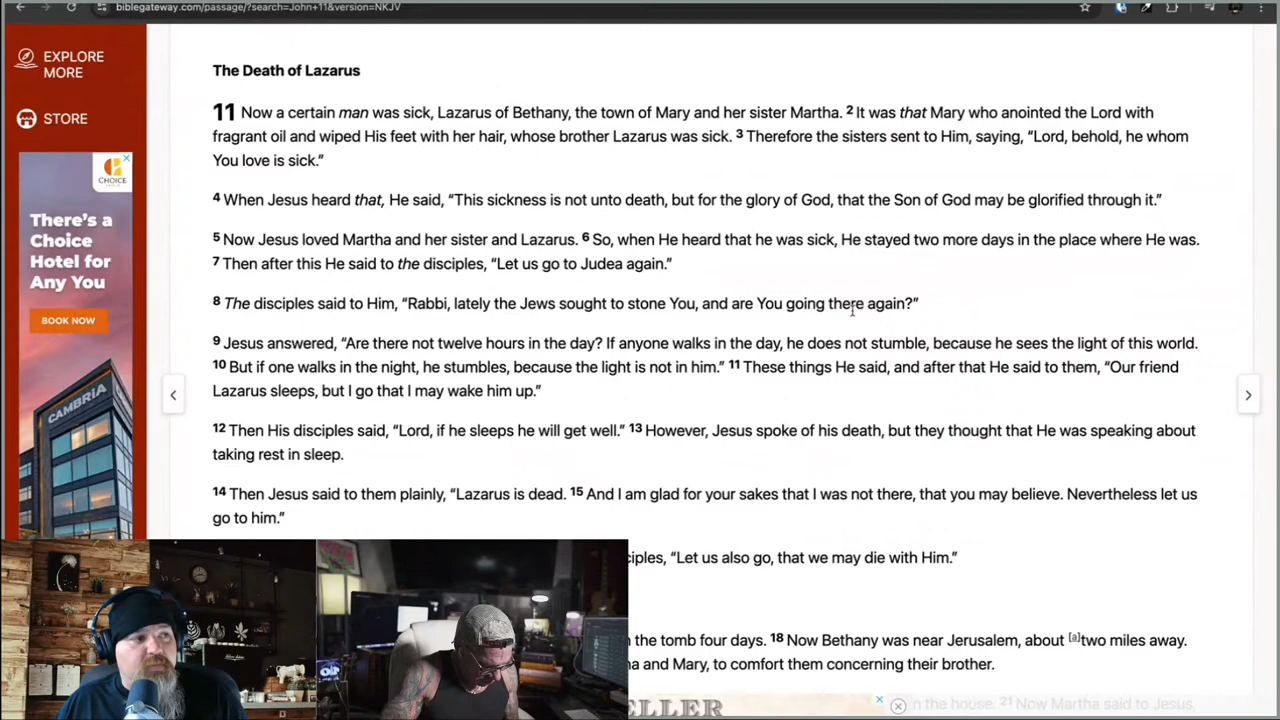 biblegateway.com/passage/?search=John+11&version=NKJV
EXPLORE
MORE
STORE
CHOICE
There's a
Choice
Hotel for
Any You
BOOK NOW
CAMBRIA
The Death of Lazarus
11 Now a certain man was sick, Lazarus of Bethany, the town of Mary and her sister Martha. 2 It was that Mary who anointed the Lord with
fragrant oil and wiped His feet with her hair, whose brother Lazarus was sick. 3 Therefore the sisters sent to Him, saying, “Lord, behold, he whom
You love is sick.”
4 When Jesus heard that, He said, “This sickness is not unto death, but for the glory of God, that the Son of God may be glorified through it.”
5 Now Jesus loved Martha and her sister and Lazarus. 6 So, when He heard that he was sick, He stayed two more days in the place where He was.
7 Then after this He said to the disciples, “Let us go to Judea again.”
8 The disciples said to Him, “Rabbi, lately the Jews sought to stone You, and are You going there again?”
9 Jesus answered, “Are there not twelve hours in the day? If anyone walks in the day, he does not stumble, because he sees the light of this world.
10 But if one walks in the night, he stumbles, because the light is not in him.” 11 These things He said, and after that He said to them, “Our friend
Lazarus sleeps, but I go that I may wake him up.”
12 Then His disciples said, “Lord, if he sleeps he will get well.” 13 However, Jesus spoke of his death, but they thought that He was speaking about
taking rest in sleep.
14 Then Jesus said to them plainly, “Lazarus is dead. 15 And I am glad for your sakes that I was not there, that you may believe. Nevertheless let us
go to him.”
ciples, “Let us also go, that we may die with Him.”
the tomb four days. 18 Now Bethany was near Jerusalem, about [a]two miles away.
and Mary, to comfort them concerning their brother.
in the house. 21 Now Martha said to Jesus,
ELLER